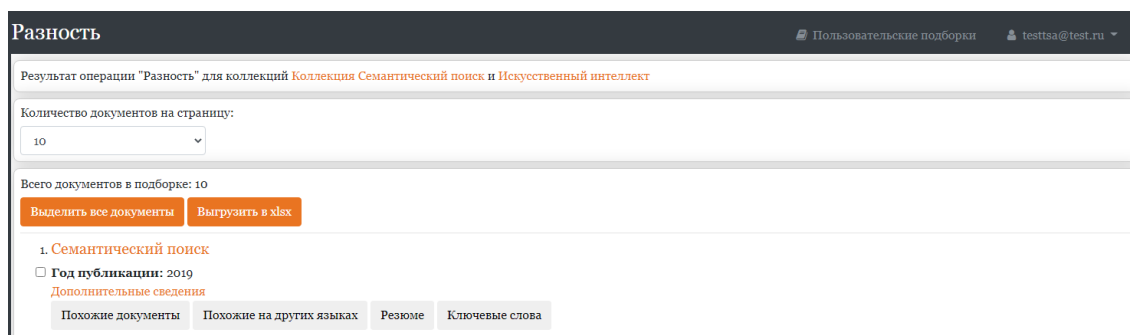 Разность
Пользовательские подборки testtsa@test.ru
Результат операции "Разность" для коллекций Коллекция Семантический поиск и Искусственный интеллект
Количество документов на страницу:
10
Всего документов в подборке: 10
Выделить все документы Выгрузить в xlsx
1. Семантический поиск
Год публикации: 2019
Дополнительные сведения
Похожие документы Похожие на других языках Резюме Ключевые слова